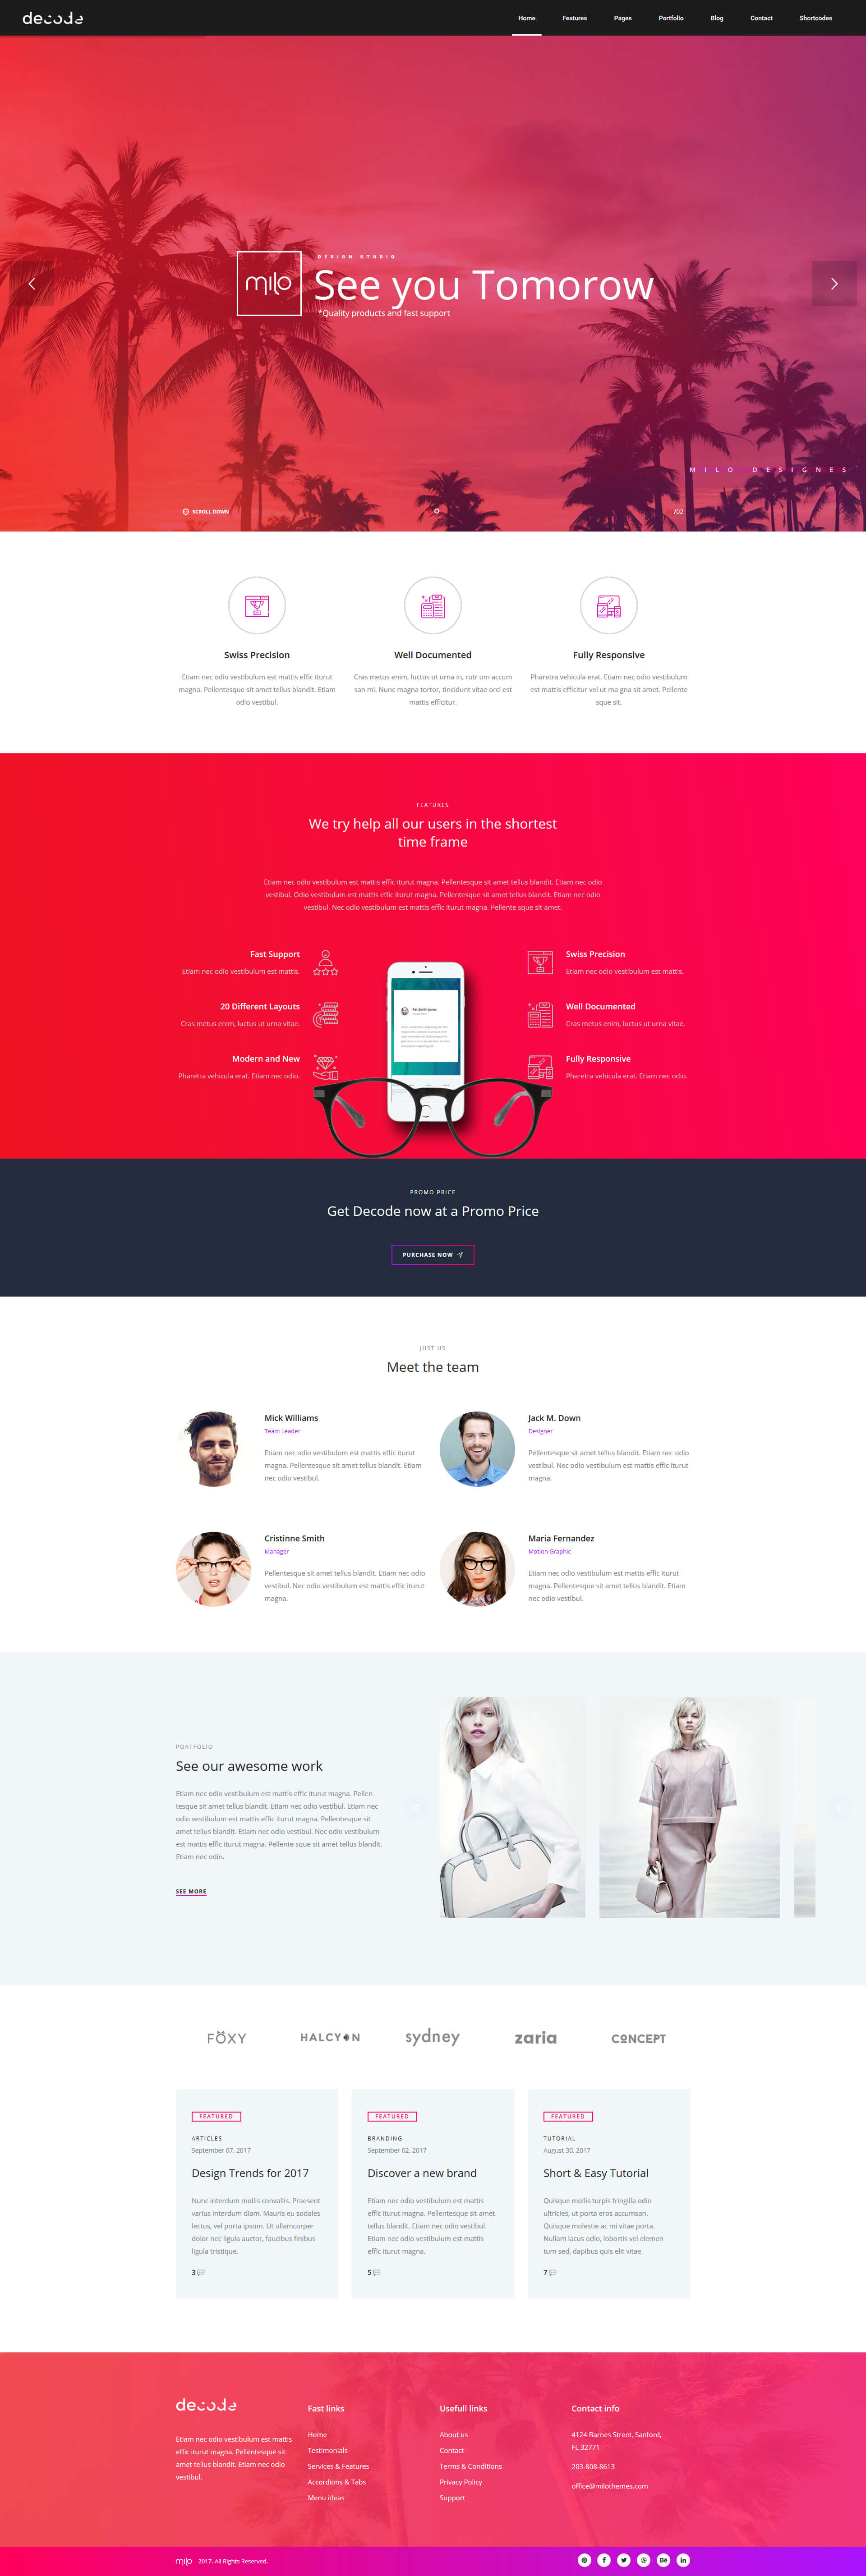 decode
Home Features Pages Portfolio Blog Contact Shortcodes
DESIGN STUDIO
milo
See you Tomorow
*Quality products and fast support
MILO DESIGNES
SCROLL DOWN
/02
Swiss Precision
Etiam nec odio vestibulum est mattis effic iturut
magna. Pellentesque sit amet tellus blandit. Etiam
odio vestibul.
Well Documented
Cras metus enim, luctus ut urna in, rutr um accum
san mi. Nunc magna tortor, tincidunt vitae orci est
mattis efficitur.
Fully Responsive
Pharetra vehicula erat. Etiam nec odio vestibulum
est mattis efficitur vel ut ma gna sit amet. Pellente
sque sit.
FEATURES
We try help all our users in the shortest
time frame
Etiam nec odio vestibulum est mattis effic iturut magna. Pellentesque sit amet tellus blandit. Etiam nec odio
vestibul. Odio vestibulum est mattis effic iturut magna. Pellentesque sit amet tellus blandit. Etiam nec odio
vestibul. Nec odio vestibulum est mattis effic iturut magna. Pellente sque sit amet.
Fast Support
Etiam nec odio vestibulum est mattis.
20 Different Layouts
Cras metus enim, luctus ut urna vitae.
Modern and New
Pharetra vehicula erat. Etiam nec odio.
Swiss Precision
Etiam nec odio vestibulum est mattis.
Well Documented
Cras metus enim, luctus ut urna vitae.
Fully Responsive
Pharetra vehicula erat. Etiam nec odio.
PROMO PRICE
Get Decode now at a Promo Price
PURCHASE NOW
JUST US
Meet the team
Mick Williams
Team Leader
Etiam nec odio vestibulum est mattis effic iturut
magna. Pellentesque sit amet tellus blandit. Etiam
nec odio vestibul.
Jack M. Down
Designer
Pellentesque sit amet tellus blandit. Etiam nec odio
vestibul. Nec odio vestibulum est mattis effic iturut
magna.
Cristinne Smith
Manager
Pellentesque sit amet tellus blandit. Etiam nec odio
vestibul. Nec odio vestibulum est mattis effic iturut
magna.
Maria Fernandez
Motion Graphic
Etiam nec odio vestibulum est mattis effic iturut
magna. Pellentesque sit amet tellus blandit. Etiam
nec odio vestibul.
PORTFOLIO
See our awesome work
Etiam nec odio vestibulum est mattis effic iturut magna. Pellen
tesque sit amet tellus blandit. Etiam nec odio vestibul. Etiam nec
odio vestibulum est mattis effic iturut magna. Pellentesque sit
amet tellus blandit. Etiam nec odio vestibul. Nec odio vestibulum
est mattis effic iturut magna. Pellente sque sit amet tellus blandit.
Etiam nec odio.
SEE MORE
FOXY HALCYON sydney zaria CONCEPT
FEATURED
ARTICLES
September 07, 2017
Design Trends for 2017
Nunc interdum mollis convallis. Praesent
varius interdum diam. Mauris eu sodales
lectus, vel porta ipsum. Ut ullamcorper
dolor nec ligula auctor, faucibus finibus
ligula tristique.
3
FEATURED
BRANDING
September 02, 2017
Discover a new brand
Etiam nec odio vestibulum est mattis
effic iturut magna. Pellentesque sit amet
tellus blandit. Etiam nec odio vestibul.
Etiam nec odio vestibulum est mattis
effic iturut magna.
5
FEATURED
TUTORIAL
August 30, 2017
Short & Easy Tutorial
Quisque mollis turpis fringilla odio
ultricies, ut porta eros accumsan.
Quisque molestie ac mi vitae porta.
Nullam lacus odio, lobortis vel elemen
tum sed, dapibus quis elit vitae.
7
decode
Etiam nec odio vestibulum est mattis
effic iturut magna. Pellentesque sit
amet tellus blandit. Etiam nec odio
vestibul.
Fast links
Home
Testimonials
Services & Features
Accordions & Tabs
Menu ideas
Usefull links
About us
Contact
Terms & Conditions
Privacy Policy
Support
Contact info
4124 Barnes Street, Sanford,
FL 32771
203-808-8613
office@milothemes.com
milo 2017. All Rights Reserved.